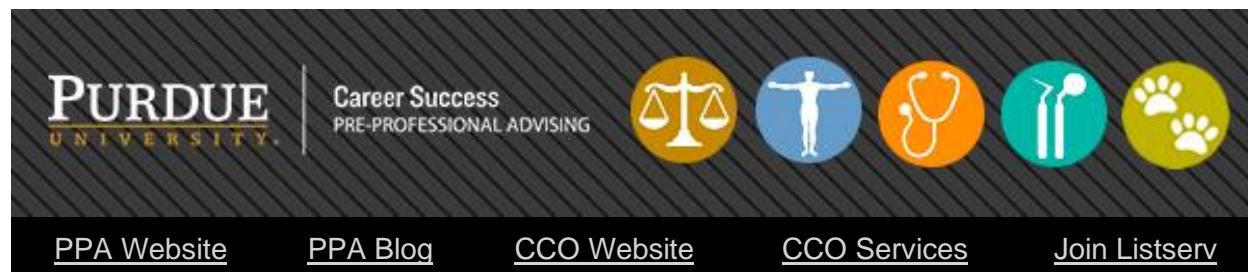 PURDUE
UNIVERSITY.
Career Success
PRE-PROFESSIONAL ADVISING
PPA Website PPA Blog CCO Website CCO Services Join Listserv